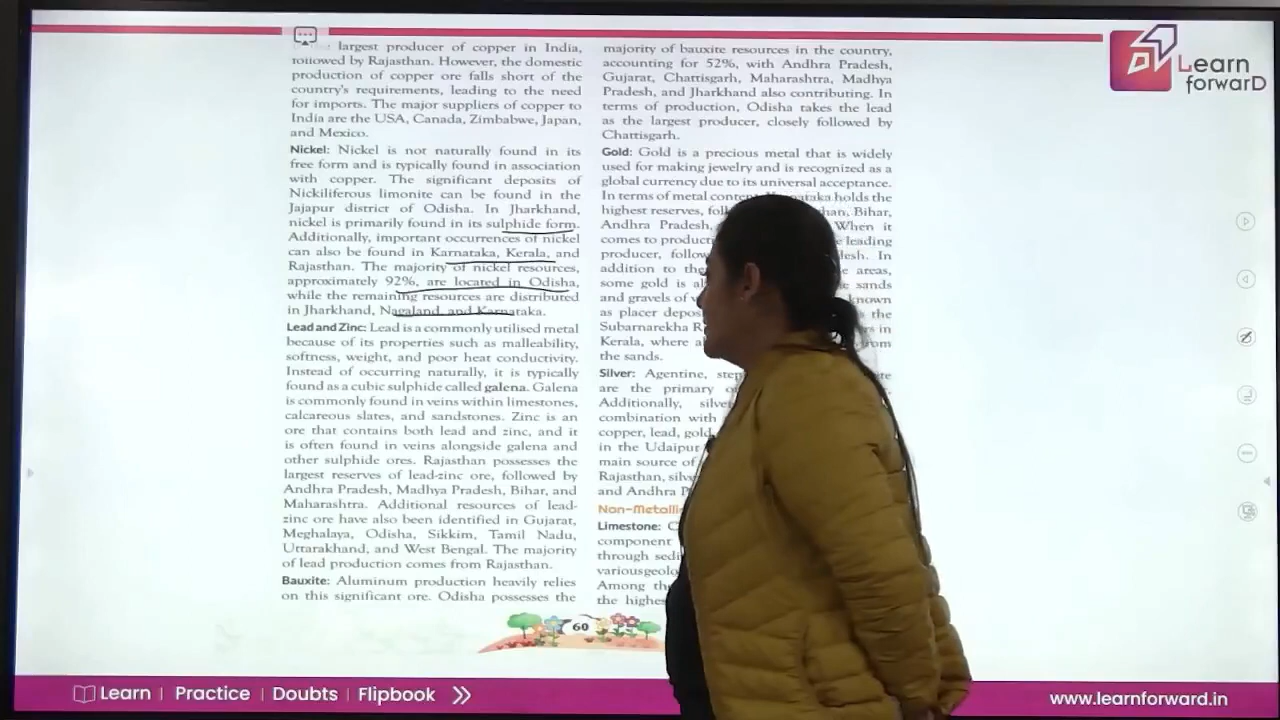 largest producer of copper in India,
followed by Rajasthan. However, the domestic
production of copper ore falls short of the
country's requirements, leading to the need
for imports. The major suppliers of copper to
India are the USA, Canada, Zimbabwe, Japan,
and Mexico.
Nickel: Nickel is not naturally found in its
free form and is typically found in association
with copper. The significant deposits of
Nickiliferous limonite can be found in the
Jajapur district of Odisha. In Jharkhand,
nickel is primarily found in its sulphide form.
Additionally, important occurrences of nickel
can also be found in Karnataka, Kerala, and
Rajasthan. The majority of nickel resources,
approximately 92%, are located in Odisha,
while the remaining resources are distributed
in Jharkhand, Nagaland, and Karnataka.
Lead and Zinc: Lead is a commonly utilised metal
because of its properties such as malleability,
softness, weight, and poor heat conductivity.
Instead of occurring naturally, it is typically
found as a cubic sulphide called galena. Galena
is commonly found in veins within limestones,
calcareous slates, and sandstones. Zinc is an
ore that contains both lead and zinc, and it
is often found in veins alongside galena and
other sulphide ores. Rajasthan possesses the
largest reserves of lead-zinc ore, followed by
Andhra Pradesh, Madhya Pradesh, Bihar, and
Maharashtra. Additional resources of lead-
zinc ore have also been identified in Gujarat,
Meghalaya, Odisha, Sikkim, Tamil Nadu,
Uttarakhand, and West Bengal. The majority
of lead production comes from Rajasthan.
Bauxite: Aluminum production heavily relies
on this significant ore. Odisha possesses the
majority of bauxite resources in the country,
accounting for 52%, with Andhra Pradesh,
Gujarat, Chattisgarh, Maharashtra, Madhya
Pradesh, and Jharkhand also contributing. In
terms of production, Odisha takes the lead
as the largest producer, closely followed by
Chattisgarh.
Gold: Gold is a precious metal that is widely
used for making jewelry and is recognized as a
global currency due to its universal acceptance.
In terms of metal holds the
highest reserves, Bihar,
Andhra Pradesh, When it
comes to leading
producer, In
addition to areas,
some gold is sands
and gravels of known
as placer the
Subarnarekha in
Kerala, where from
the sands.
Silver: Agentine,
are the primary
Additionally,
combination with
copper, lead, gold
in the Udaipur
main source of
Rajasthan,
and Andhra
Limestone:
component
through
Among
the
60
Learn
forwarD
Learn | Practice | Doubts | Flipbook
www.learnforward.in